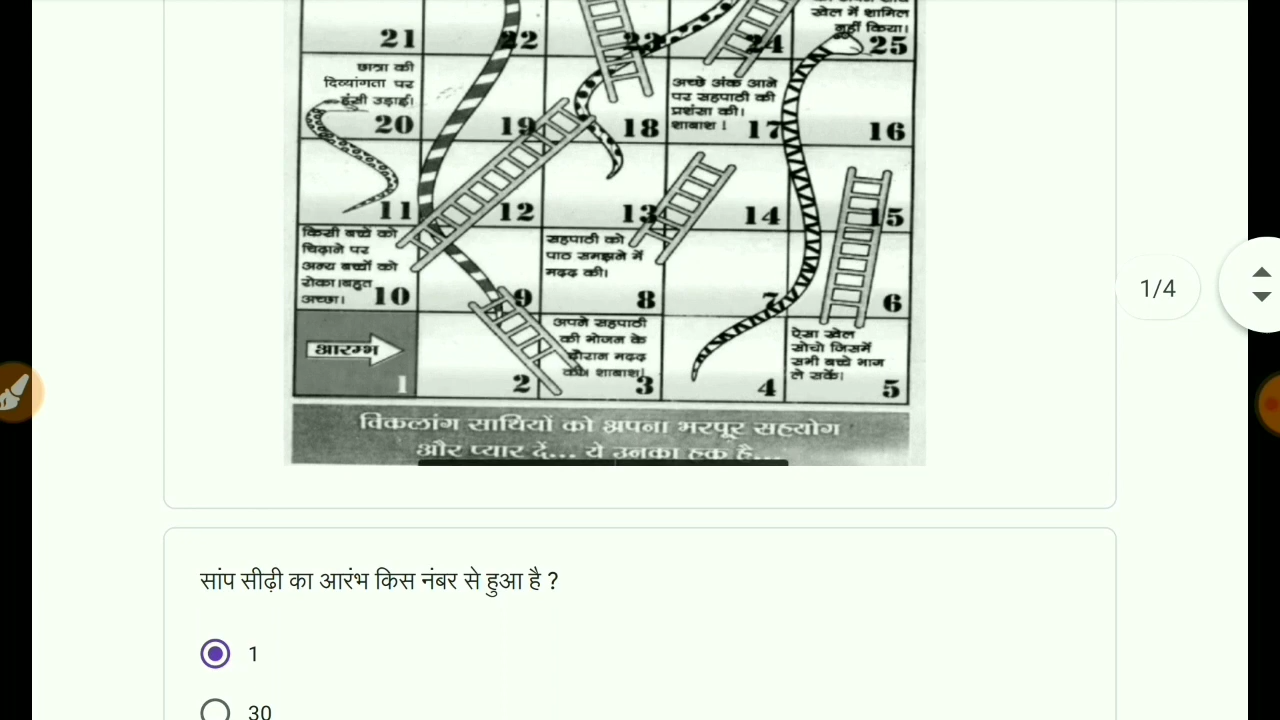 खेल में शामिल
नहीं किया।
21 22 23 24 25
छात्रा की
दिव्यांगता पर
हंसी उड़ाई।
अच्छे अंक आने
पर सहपाठी की
प्रशंसा की।
शाबाश !
20 19 18 17 16
11 12 13 14 15
किसी बच्चे को
चिढ़ाने पर
अन्य बच्चों को
रोका।बहुत
अच्छा।
सहपाठी को
पाठ समझने में
मदद की।
10 9 8 7 6
आरम्भ
अपने सहपाठी
की भोजन के
दौरान मदद
की। शाबाश!
ऐसा खेल
सोचो जिसमें
सभी बच्चे भाग
ले सकें।
1 2 3 4 5
विकलांग साथियों को अपना भरपूर सहयोग
और प्यार दें... ये उनका हक है...
1/4
सांप सीढ़ी का आरंभ किस नंबर से हुआ है ?
1
30